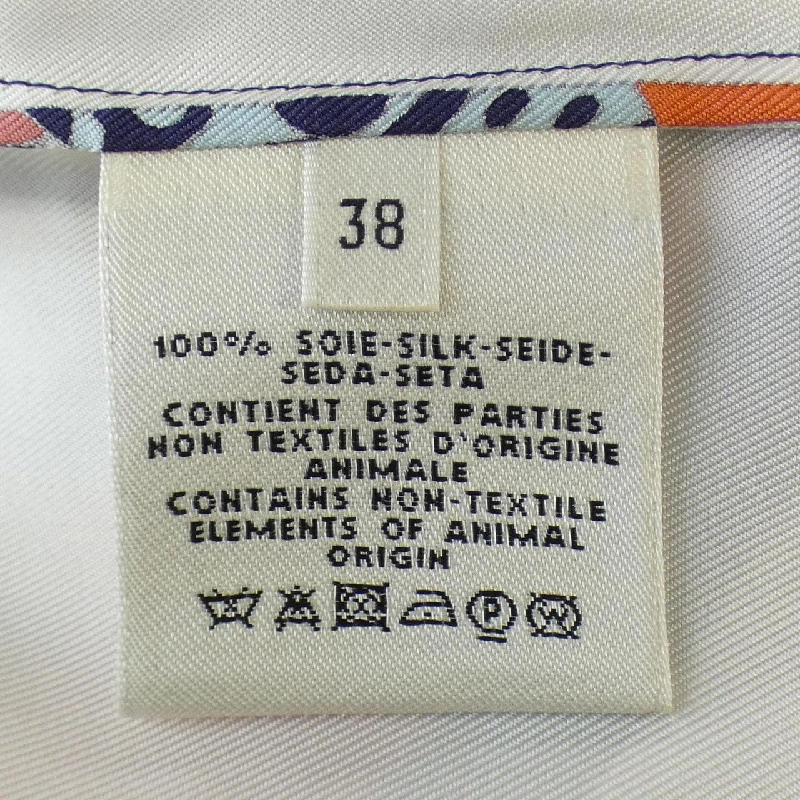 38
100% SOIE-SILK-SEIDE-
SEDA-SETA
CONTIENT DES PARTIES
NON TEXTILES D'ORIGINE
ANIMALE
CONTAINS NON-TEXTILE
ELEMENTS OF ANIMAL
ORIGIN
P W